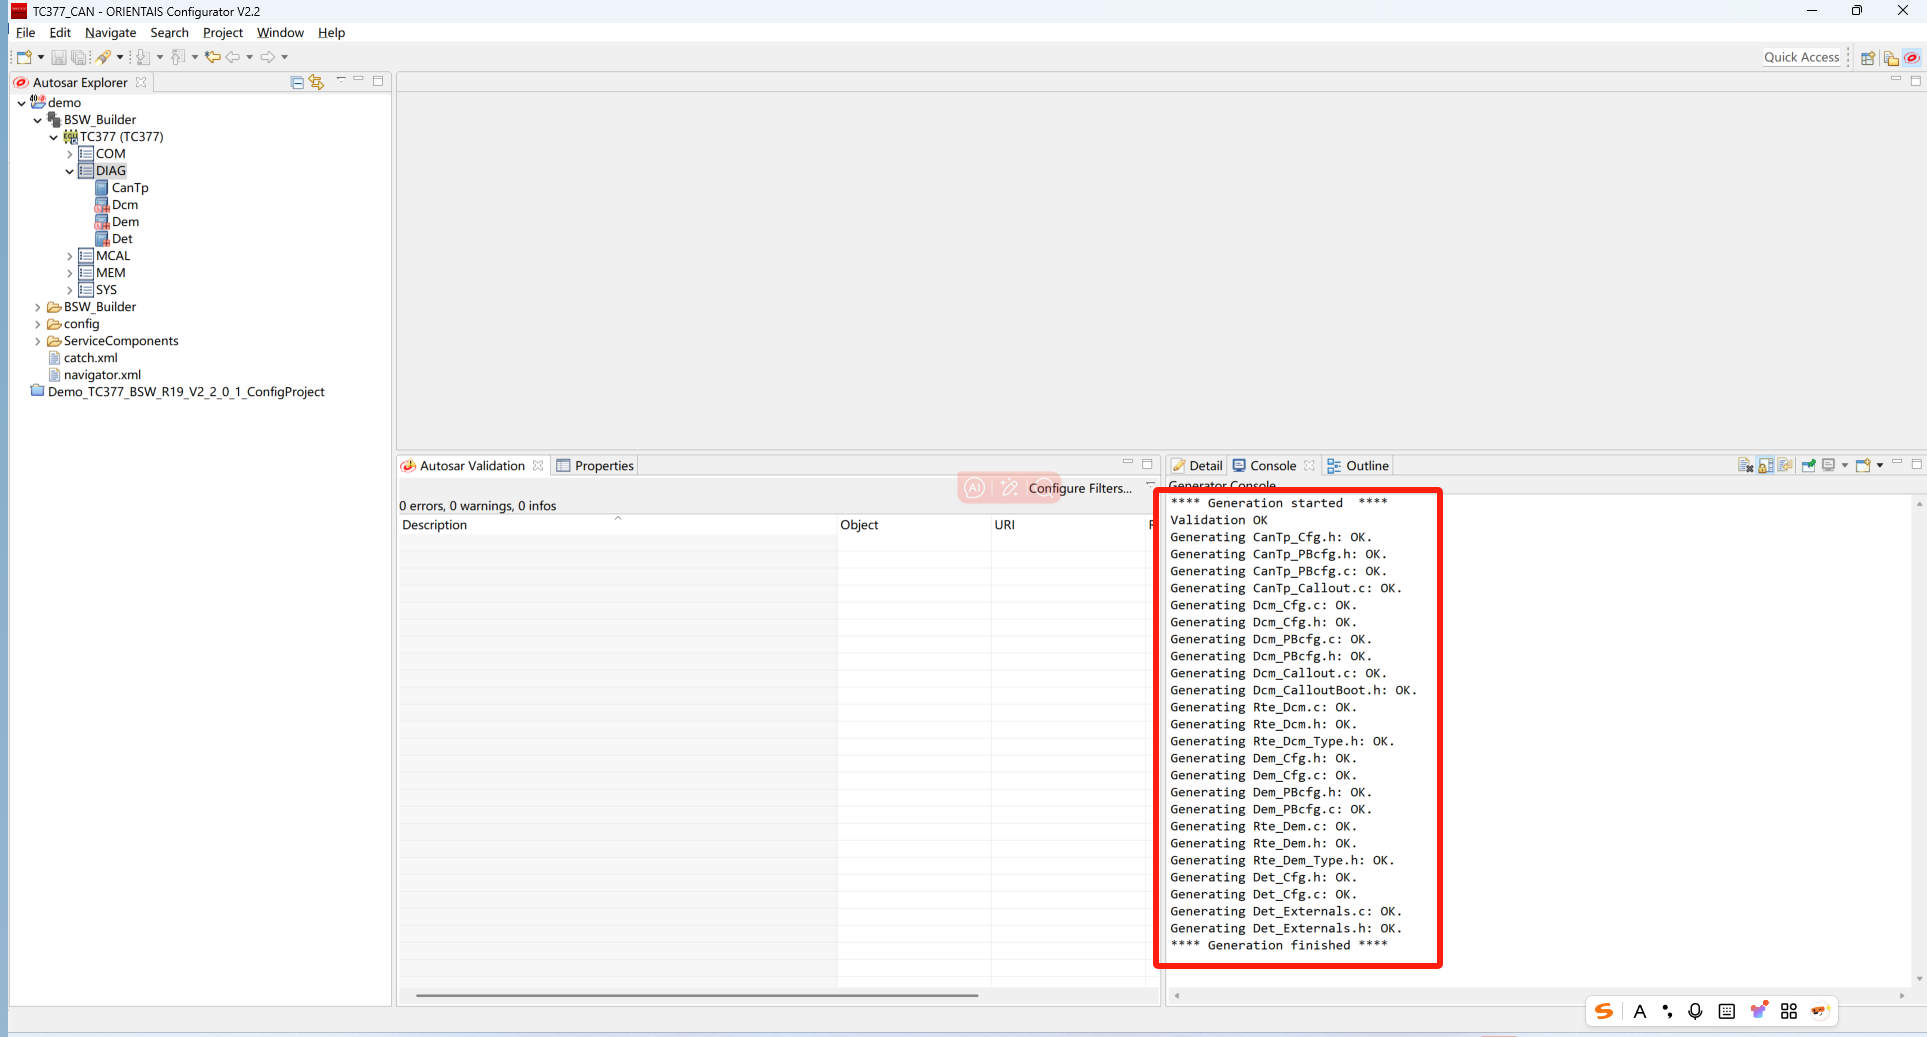 TC377_CAN - ORIENTAIS Configurator V2.2
File Edit Navigate Search Project Window Help
Quick Access
Autosar Explorer
demo
BSW_Builder
TC377 (TC377)
COM
DIAG
CanTp
Dcm
Dem
Det
MCAL
MEM
SYS
BSW_Builder
config
ServiceComponents
catch.xml
navigator.xml
Demo_TC377_BSW_R19_V2_2_0_1_ConfigProject
Autosar Validation Properties
AI Configure Filters...
0 errors, 0 warnings, 0 infos
Description Object URI
Detail Console Outline
Generator Console
**** Generation started ****
Validation OK
Generating CanTp_Cfg.h: OK.
Generating CanTp_PBcfg.h: OK.
Generating CanTp_PBcfg.c: OK.
Generating CanTp_Callout.c: OK.
Generating Dcm_Cfg.c: OK.
Generating Dcm_Cfg.h: OK.
Generating Dcm_PBcfg.c: OK.
Generating Dcm_PBcfg.h: OK.
Generating Dcm_Callout.c: OK.
Generating Dcm_CalloutBoot.h: OK.
Generating Rte_Dcm.c: OK.
Generating Rte_Dcm.h: OK.
Generating Rte_Dcm_Type.h: OK.
Generating Dem_Cfg.h: OK.
Generating Dem_Cfg.c: OK.
Generating Dem_PBcfg.h: OK.
Generating Dem_PBcfg.c: OK.
Generating Rte_Dem.c: OK.
Generating Rte_Dem.h: OK.
Generating Rte_Dem_Type.h: OK.
Generating Det_Cfg.h: OK.
Generating Det_Cfg.c: OK.
Generating Det_Externals.c: OK.
Generating Det_Externals.h: OK.
**** Generation finished ****
A